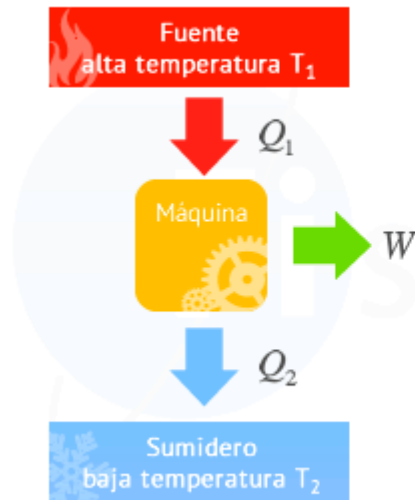 Fuente
alta temperatura T₁
Q₁
Máquina
W
Q₂
Sumidero
baja temperatura T₂